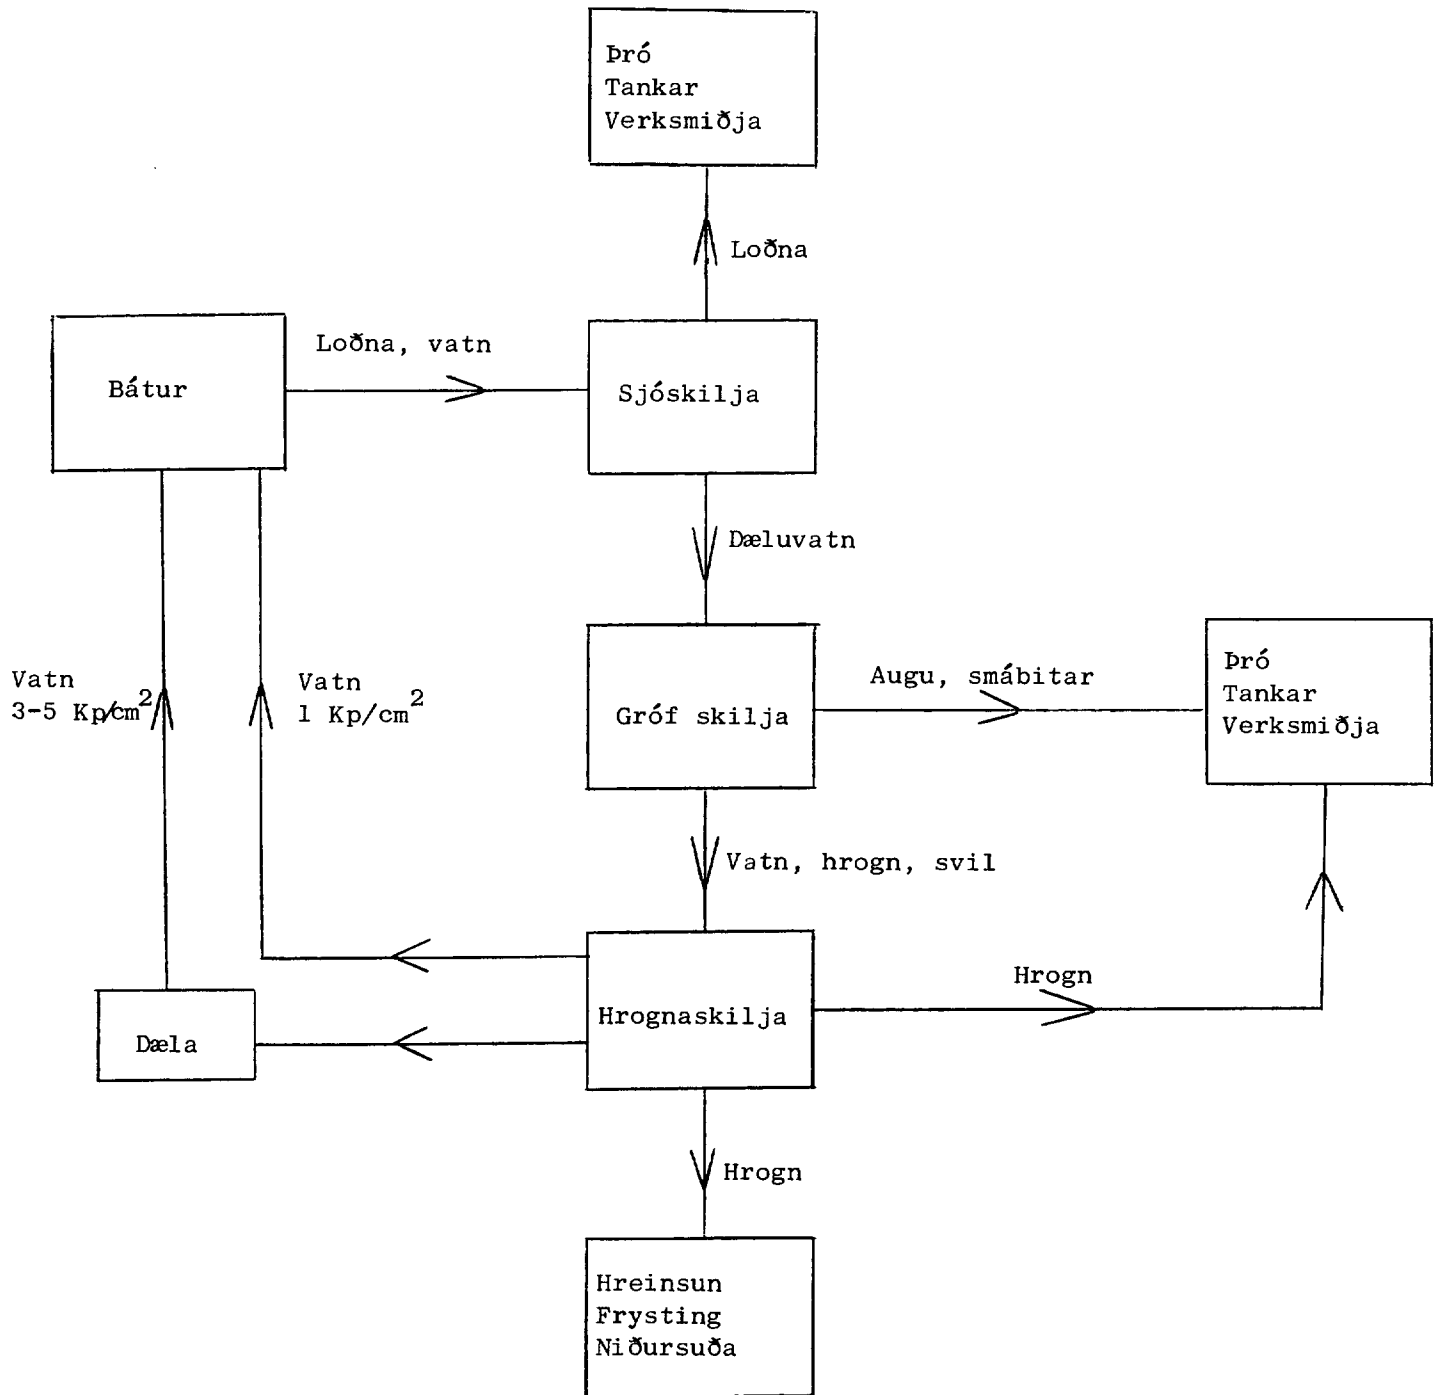 Þró
Tankar
Verksmiðja
Loðna
Loðna, vatn
Bátur
Sjóskilja
Dæluvatn
Vatn
3-5 Kp/cm²
Vatn
1 Kp/cm²
Gróf skilja
Augu, smábitar
Þró
Tankar
Verksmiðja
Vatn, hrogn, svil
Hrognaskilja
Hrogn
Dæla
Hrogn
Hreinsun
Frysting
Niðursuða